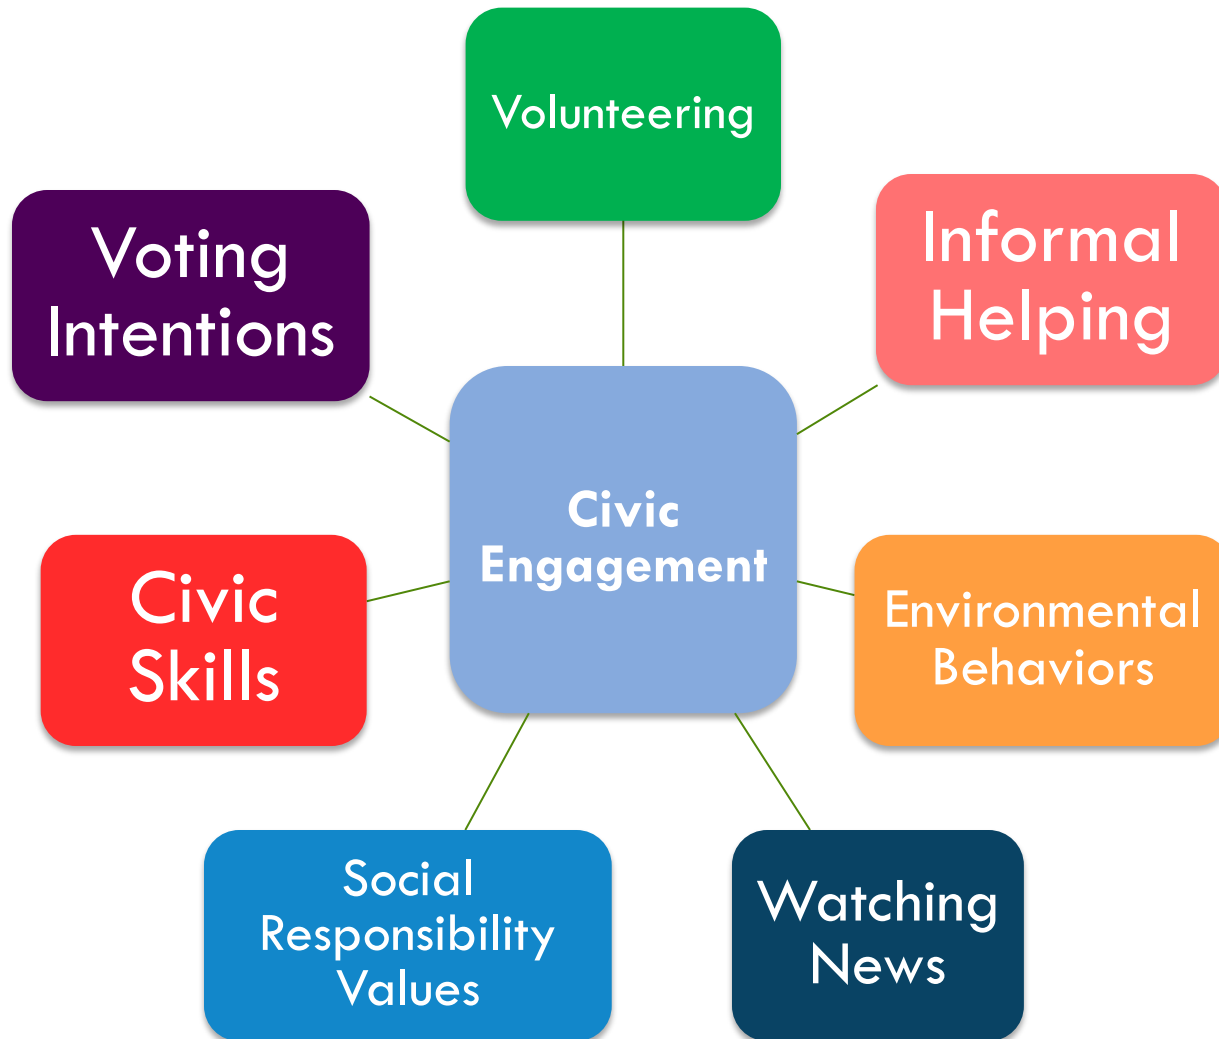 Volunteering
Informal
Helping
Environmental
Behaviors
Watching
News
Social
Responsibility
Values
Civic
Skills
Voting
Intentions
Civic
Engagement